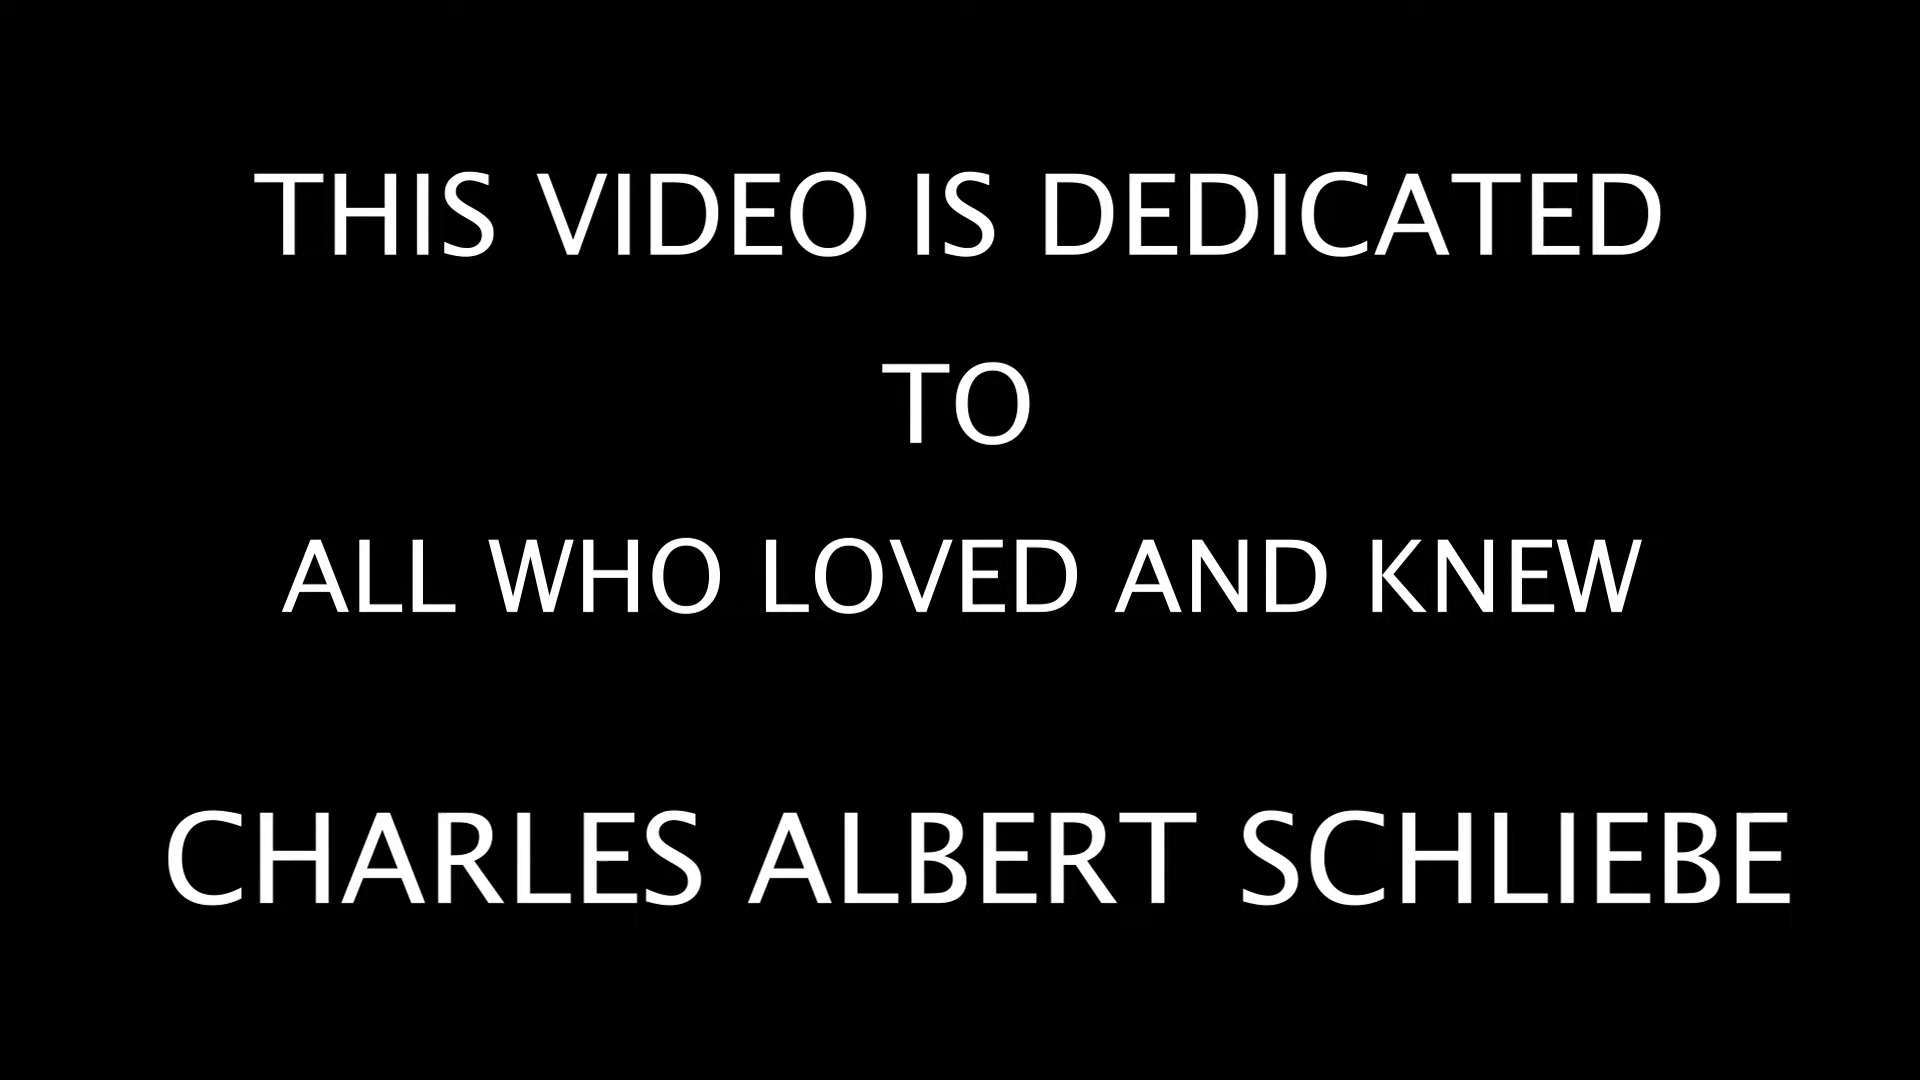 THIS VIDEO IS DEDICATED
TO
ALL WHO LOVED AND KNEW
CHARLES ALBERT SCHLIEBE